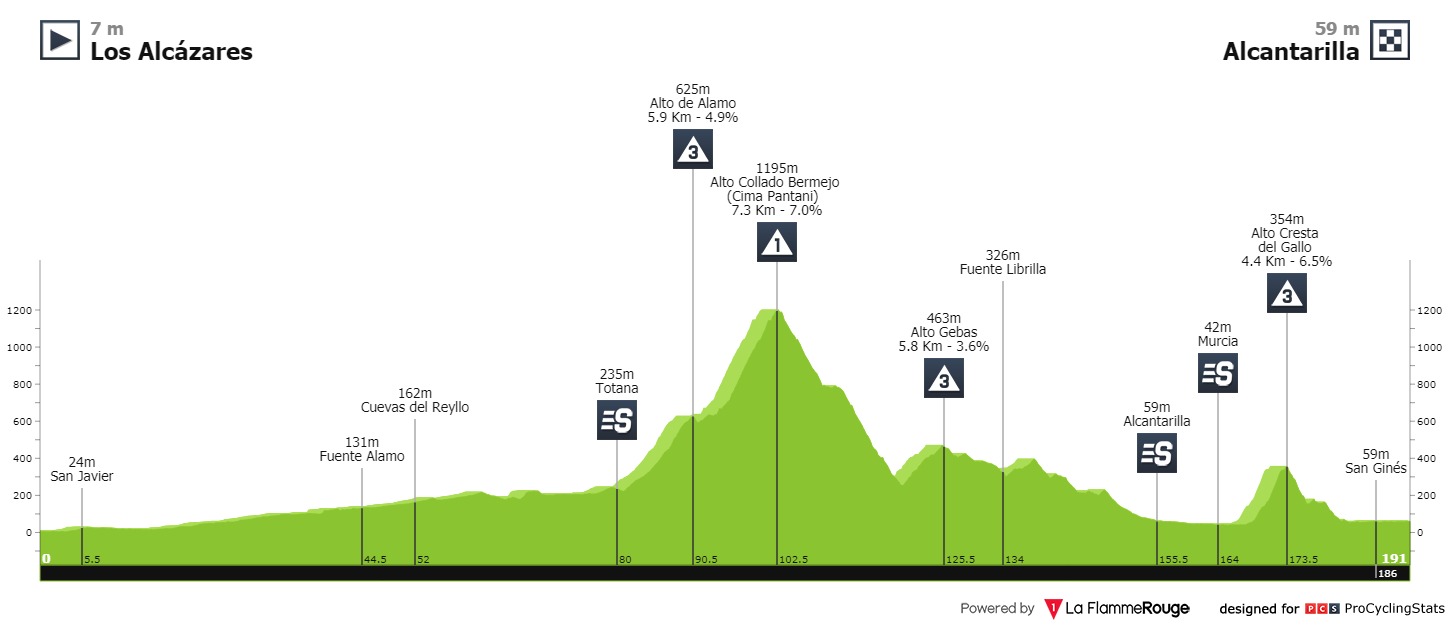 7 m
Los Alcázares
59 m
Alcantarilla
625m
Alto de Alamo
5.9 Km - 4.9%
3
1195m
Alto Collado Bermejo
(Cima Pantani)
7.3 Km - 7.0%
1
354m
Alto Cresta
del Gallo
4.4 Km - 6.5%
3
326m
Fuente Librilla
463m
Alto Gebas
5.8 Km - 3.6%
3
42m
Murcia
S
235m
Totana
S
162m
Cuevas del Reyllo
59m
Alcantarilla
S
131m
Fuente Alamo
24m
San Javier
59m
San Ginés
1200
1000
800
600
400
200
0
1200
1000
800
600
400
200
0
0
5.5
44.5
52
80
90.5
102.5
125.5
134
155.5
164
173.5
191
186
Powered by 1 La FlammeRouge designed for PCS ProCyclingStats